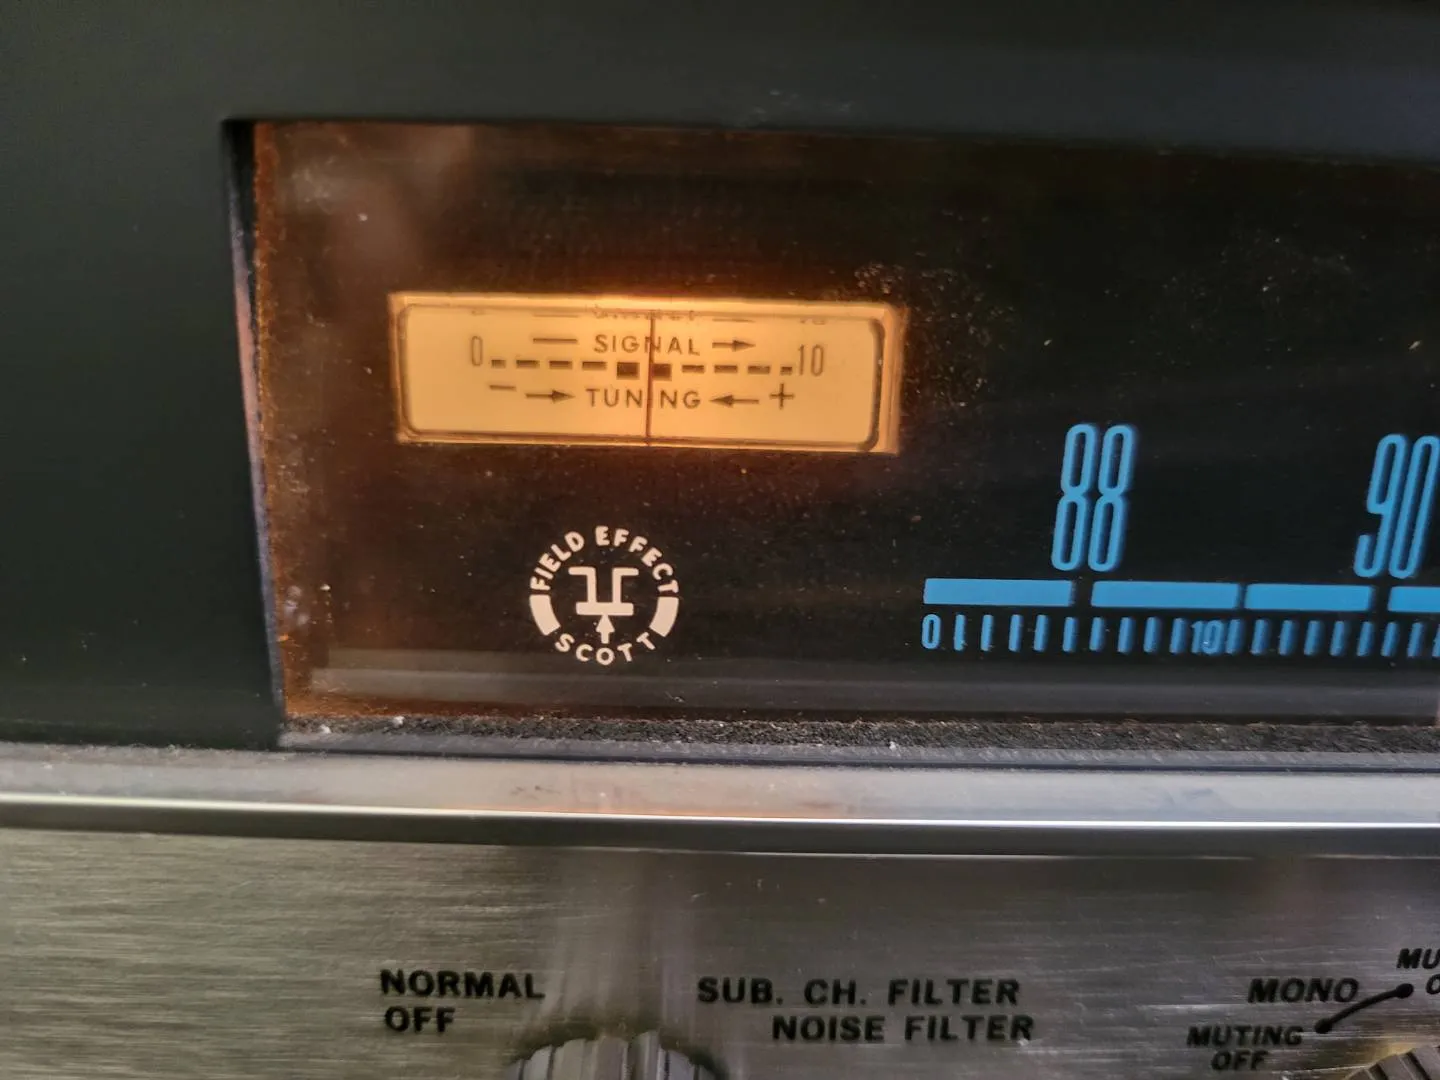 0 — SIGNAL → 10
− → TUNING ← +
FIELD EFFECT
SCOTT
88 90
0 10
NORMAL
OFF
SUB. CH. FILTER
NOISE FILTER
MONO
MUTING
OFF